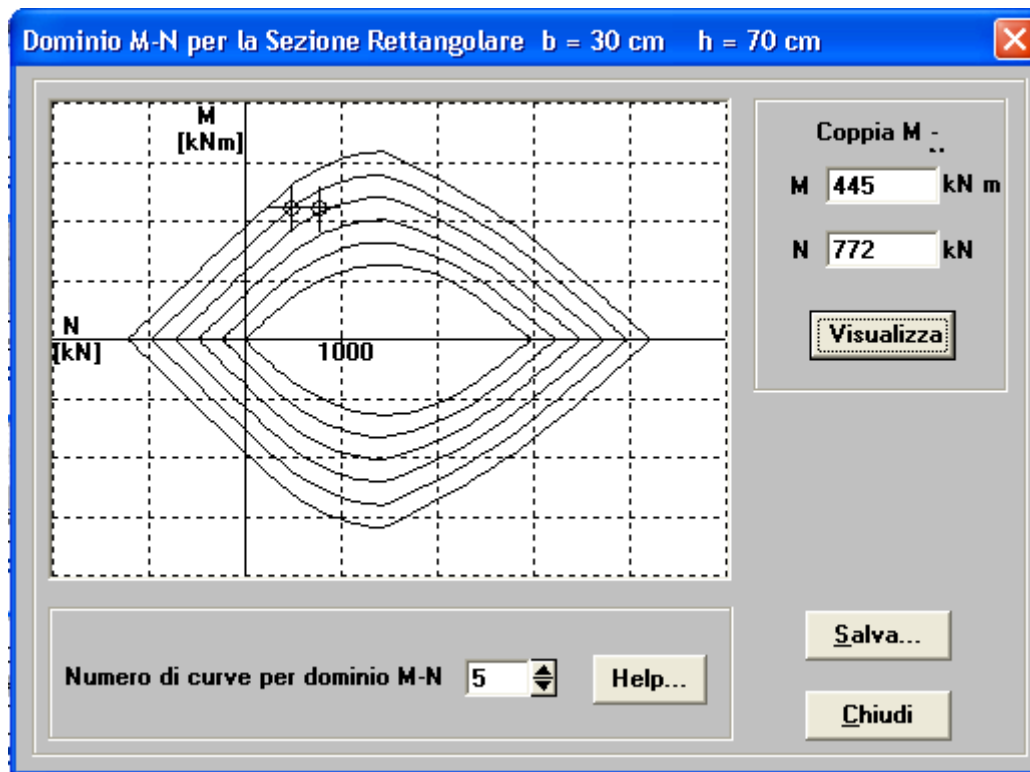 Dominio M-N per la Sezione Rettangolare b = 30 cm h = 70 cm
M
[kNm]
N
[kN]
1000
Coppia M -
M 445 kN m
N 772 kN
Visualizza
Numero di curve per dominio M-N 5 Help...
Salva...
Chiudi